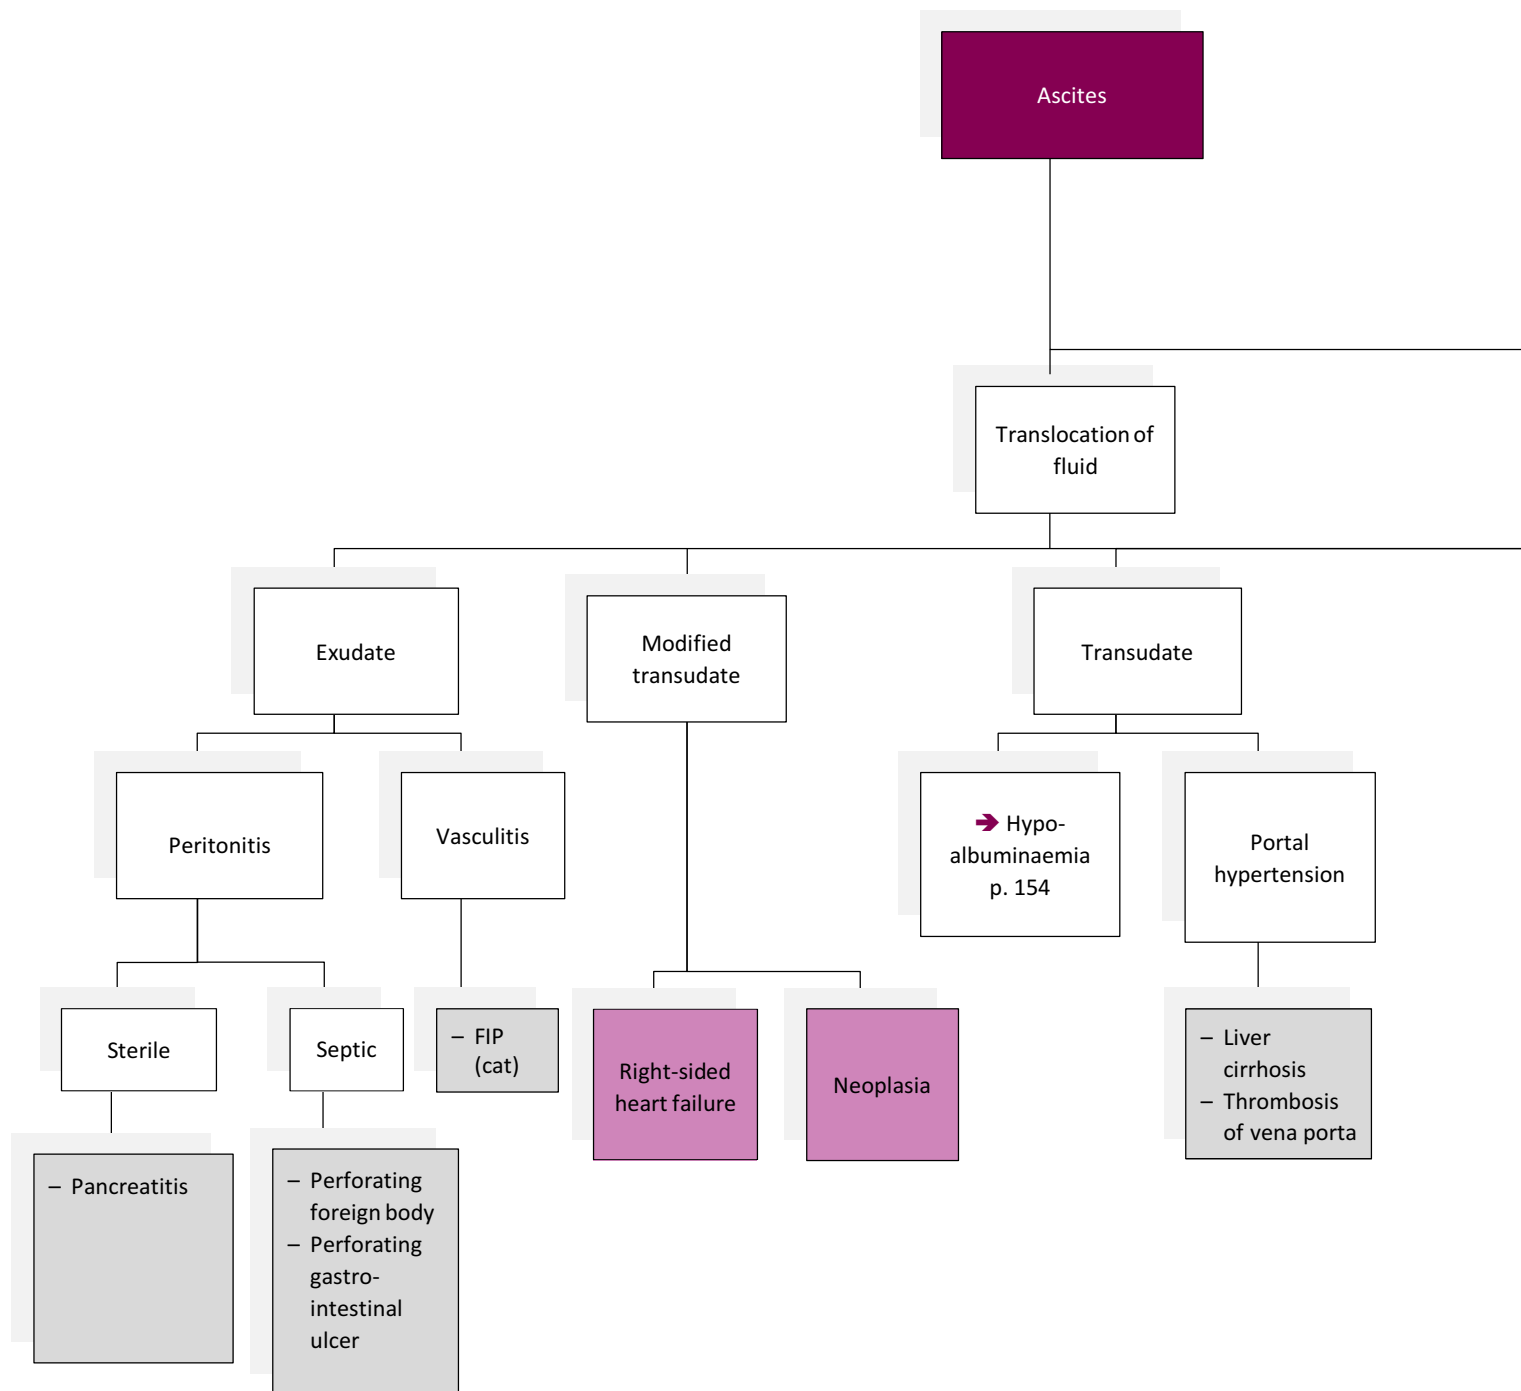 Ascites
Translocation of
fluid
Exudate
Modified
transudate
Transudate
Peritonitis
Vasculitis
➔ Hypo-
albuminaemia
p. 154
Portal
hypertension
Sterile
Septic
– FIP
(cat)
Right-sided
heart failure
Neoplasia
– Liver
cirrhosis
– Thrombosis
of vena porta
– Pancreatitis
– Perforating
foreign body
– Perforating
gastro-
intestinal
ulcer